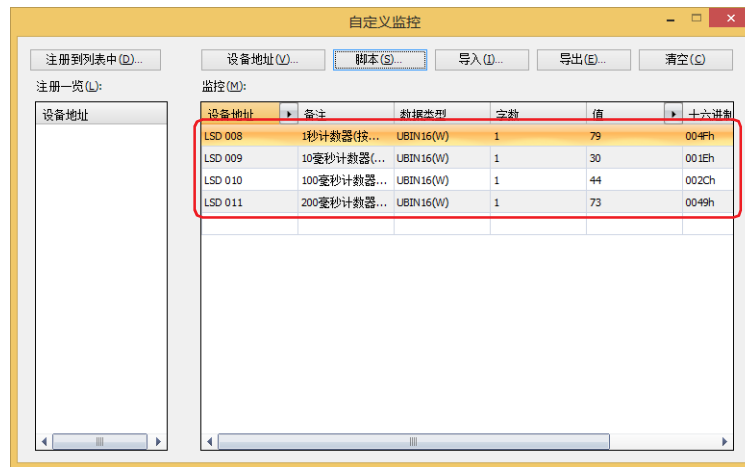 自定义监控
注册到列表中(D)... 设备地址(V)... 脚本(S)... 导入(I)... 导出(E)... 清空(C)
注册一览(L): 监控(M):
设备地址 设备地址 备注 数据类型 字数 值 十六进制
LSD 008 1秒计数器(按... UBIN16(W) 1 79 004Fh
LSD 009 10毫秒计数器(... UBIN16(W) 1 30 001Eh
LSD 010 100毫秒计数器... UBIN16(W) 1 44 002Ch
LSD 011 200毫秒计数器... UBIN16(W) 1 73 0049h